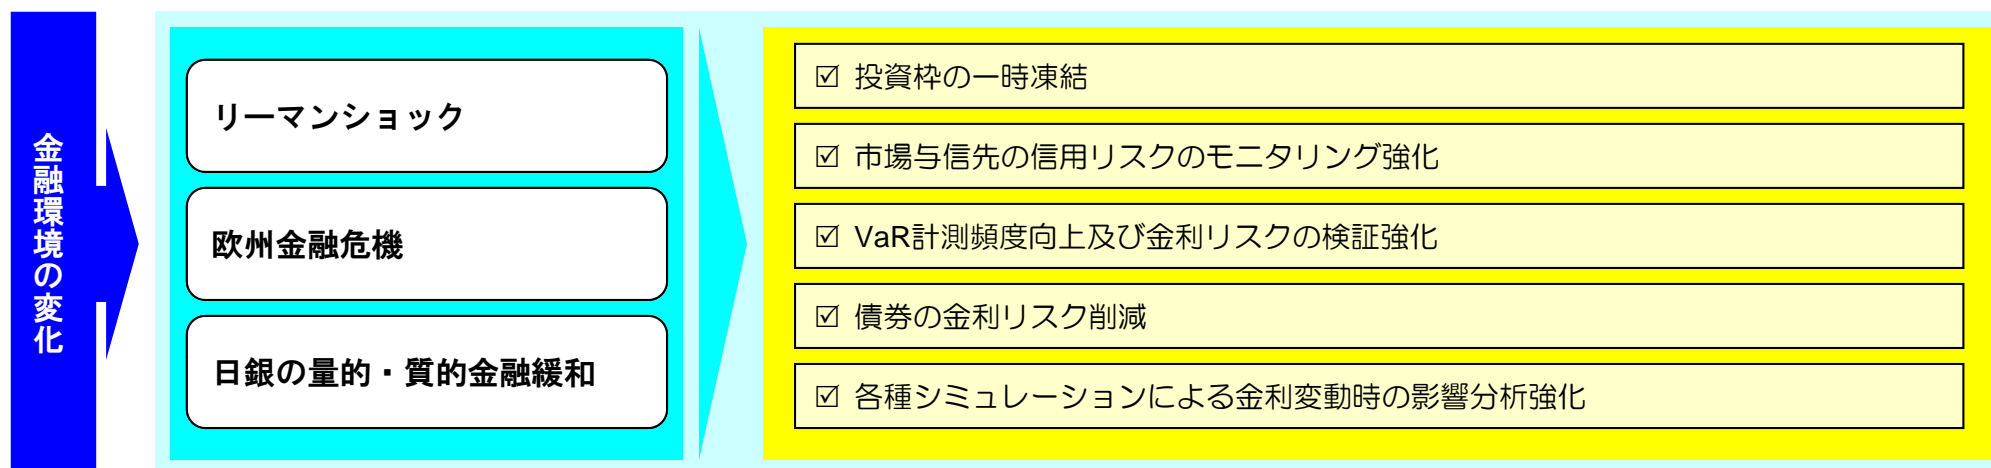 金融環境の変化
リーマンショック
欧州金融危機
日銀の量的・質的金融緩和
☑ 投資枠の一時凍結
☑ 市場与信先の信用リスクのモニタリング強化
☑ VaR計測頻度向上及び金利リスクの検証強化
☑ 債券の金利リスク削減
☑ 各種シミュレーションによる金利変動時の影響分析強化